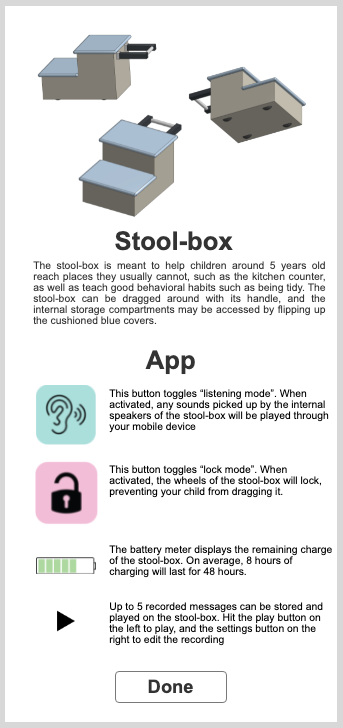 Stool-box
The stool-box is meant to help children around 5 years old
reach places they usually cannot, such as the kitchen counter,
as well as teach good behavioral habits such as being tidy. The
stool-box can be dragged around with its handle, and the
internal storage compartments may be accessed by flipping up
the cushioned blue covers.
App
This button toggles “listening mode”. When
activated, any sounds picked up by the internal
speakers of the stool-box will be played through
your mobile device
This button toggles “lock mode”. When
activated, the wheels of the stool-box will lock,
preventing your child from dragging it.
The battery meter displays the remaining charge
of the stool-box. On average, 8 hours of
charging will last for 48 hours.
Up to 5 recorded messages can be stored and
played on the stool-box. Hit the play button on
the left to play, and the settings button on the
right to edit the recording
Done